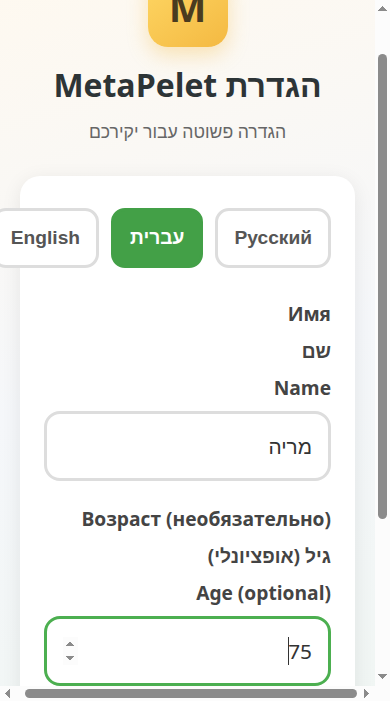 M
הגדרת MetaPelet
הגדרה פשוטה עבור יקירכם
Русский עברית English
Имя
שם
Name
מריה
Возраст (необязательно)
גיל (אופציונלי)
Age (optional)
75